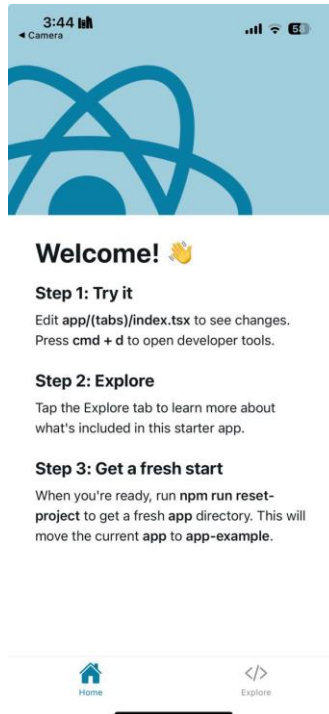 3:44
◀ Camera
Welcome! 👋
Step 1: Try it
Edit app/(tabs)/index.tsx to see changes.
Press cmd + d to open developer tools.
Step 2: Explore
Tap the Explore tab to learn more about
what's included in this starter app.
Step 3: Get a fresh start
When you're ready, run npm run reset-
project to get a fresh app directory. This will
move the current app to app-example.
Home
</>
Explore